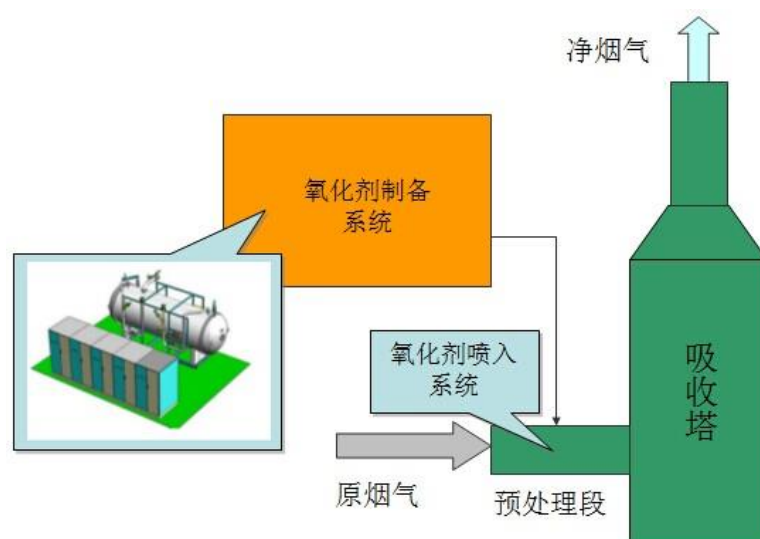 净烟气
氧化剂制备
系统
氧化剂喷入
系统
吸收塔
原烟气
预处理段